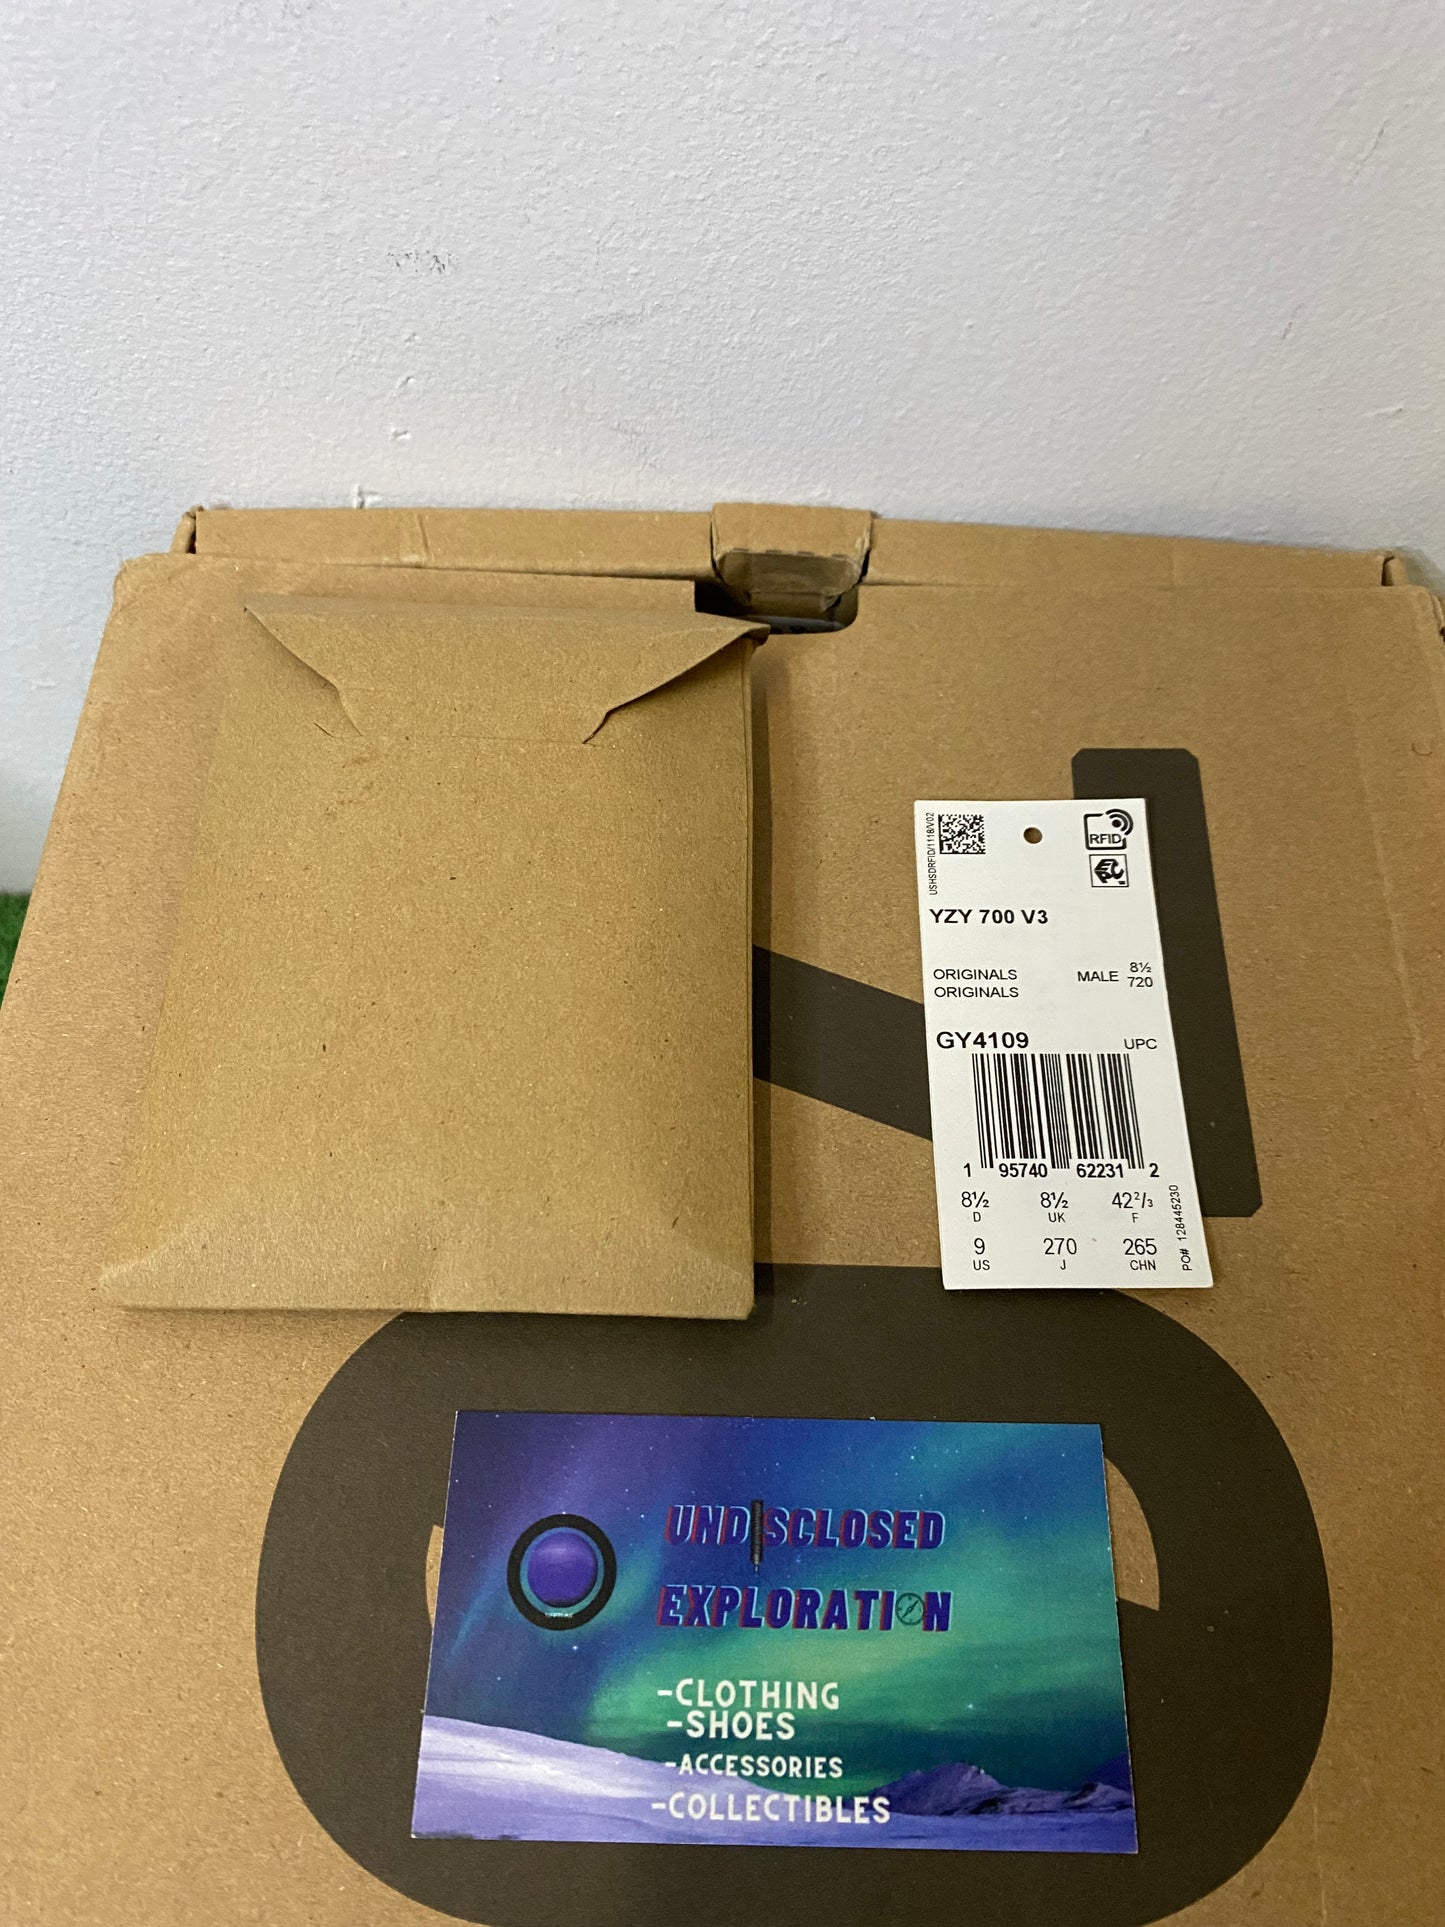 USHSDRFID/1118/V02
RFID
EPC
YZY 700 V3
ORIGINALS
ORIGINALS
MALE 8½
720
GY4109 UPC
1 95740 62231 2
8½ 8½ 42²/₃
D UK F
9 270 265
US J CHN
PO# 128445230
UNDISCLOSED
EXPLORATION
-CLOTHING
-SHOES
-ACCESSORIES
-COLLECTIBLES